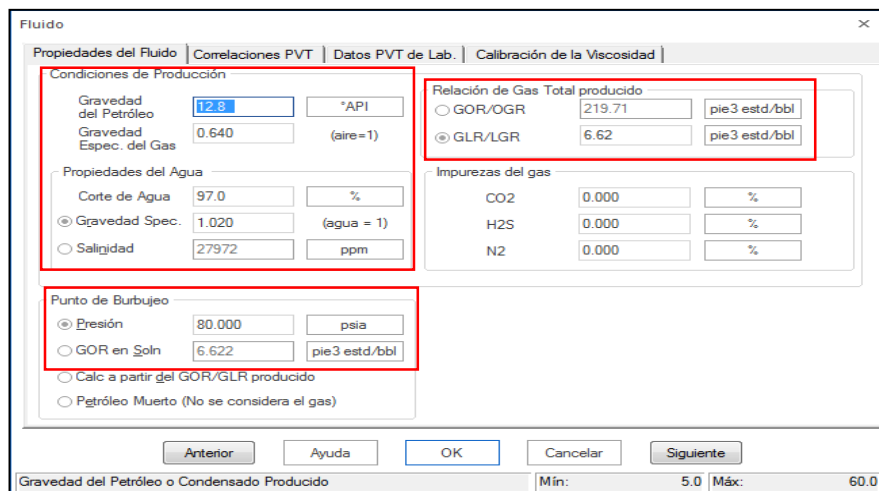 Fluido ×
Propiedades del Fluido Correlaciones PVT Datos PVT de Lab. Calibración de la Viscosidad
Condiciones de Producción
Gravedad del Petróleo 12.8 °API
Gravedad Espec. del Gas 0.640 (aire=1)
Propiedades del Agua
Corte de Agua 97.0 %
Gravedad Spec. 1.020 (agua = 1)
Salinidad 27972 ppm
Relación de Gas Total producido
GOR/OGR 219.71 pie3 estd/bbl
GLR/LGR 6.62 pie3 estd/bbl
Impurezas del gas
CO2 0.000 %
H2S 0.000 %
N2 0.000 %
Punto de Burbujeo
Presión 80.000 psia
GOR en Soln 6.622 pie3 estd/bbl
Calc a partir del GOR/GLR producido
Petróleo Muerto (No se considera el gas)
Anterior Ayuda OK Cancelar Siguiente
Gravedad del Petróleo o Condensado Producido Mín: 5.0 Máx: 60.0